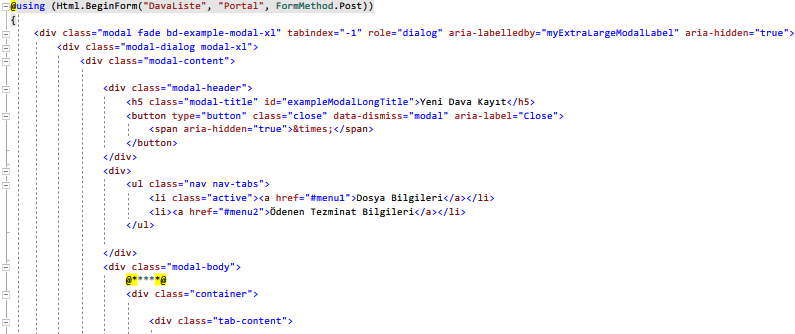 @using (Html.BeginForm("DavaListe", "Portal", FormMethod.Post))
{
<div class="modal fade bd-example-modal-xl" tabindex="-1" role="dialog" aria-labelledby="myExtraLargeModalLabel" aria-hidden="true">
<div class="modal-dialog modal-xl">
<div class="modal-content">
<div class="modal-header">
<h5 class="modal-title" id="exampleModalLongTitle">Yeni Dava Kayıt</h5>
<button type="button" class="close" data-dismiss="modal" aria-label="Close">
<span aria-hidden="true">&times;</span>
</button>
</div>
<div>
<ul class="nav nav-tabs">
<li class="active"><a href="#menu1">Dosya Bilgileri</a></li>
<li><a href="#menu2">Ödenen Tezminat Bilgileri</a></li>
</ul>
</div>
<div class="modal-body">
@****@
<div class="container">
<div class="tab-content">